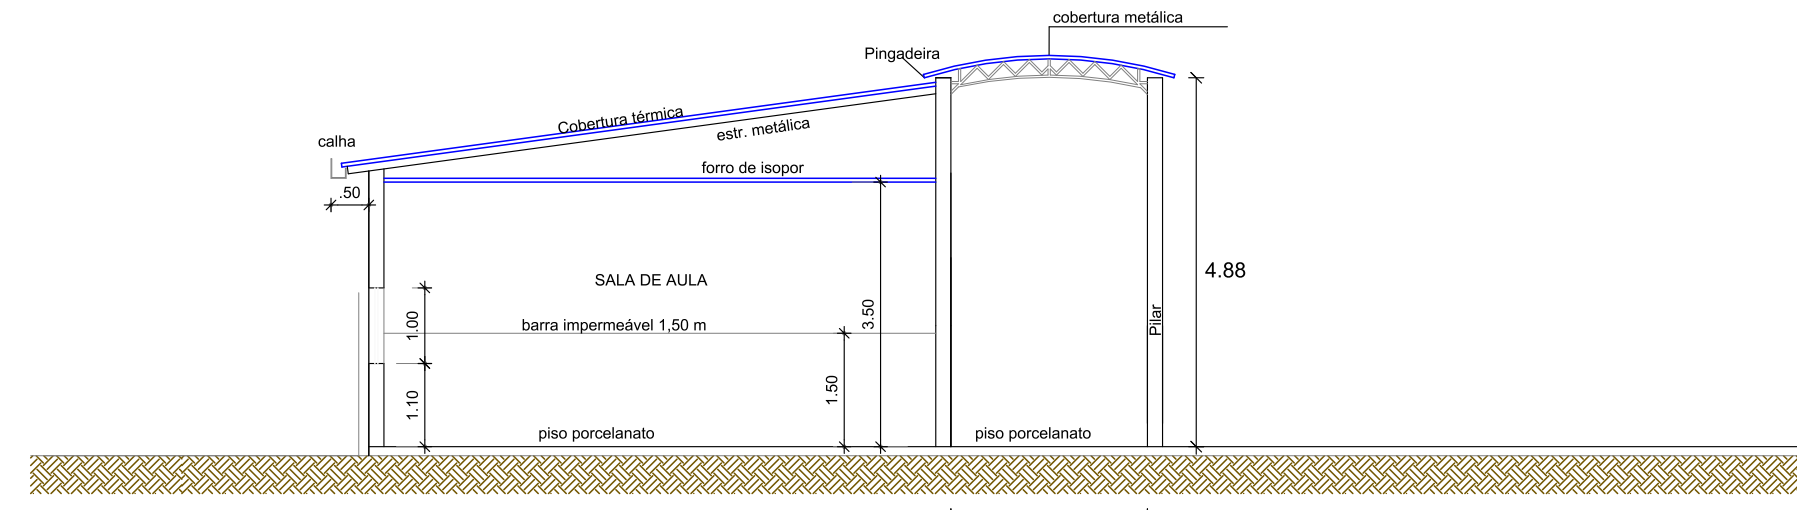 cobertura metálica
Pingadeira
Cobertura térmica
estr. metálica
calha
forro de isopor
.50
4.88
SALA DE AULA
1.00
3.50
Pilar
barra impermeável 1,50 m
1.50
1.10
piso porcelanato
piso porcelanato